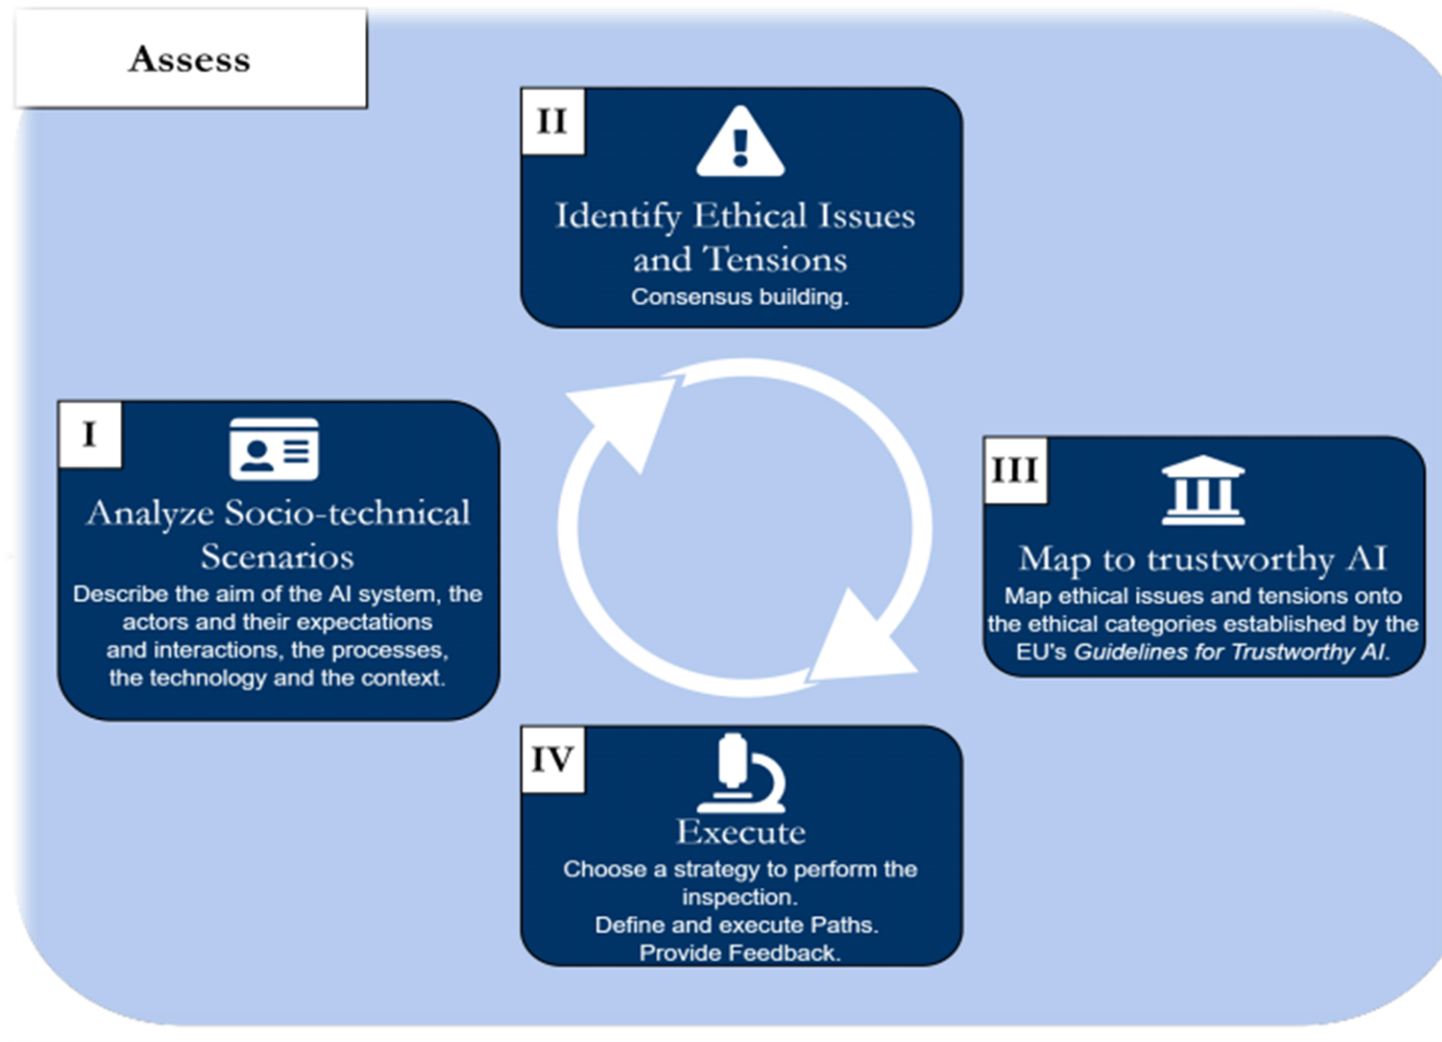 Assess
I
Analyze Socio-technical
Scenarios
Describe the aim of the AI system, the
actors and their expectations
and interactions, the processes,
the technology and the context.
II
Identify Ethical Issues
and Tensions
Consensus building.
III
Map to trustworthy AI
Map ethical issues and tensions onto
the ethical categories established by the
EU's Guidelines for Trustworthy AI.
IV
Execute
Choose a strategy to perform the
inspection.
Define and execute Paths.
Provide Feedback.